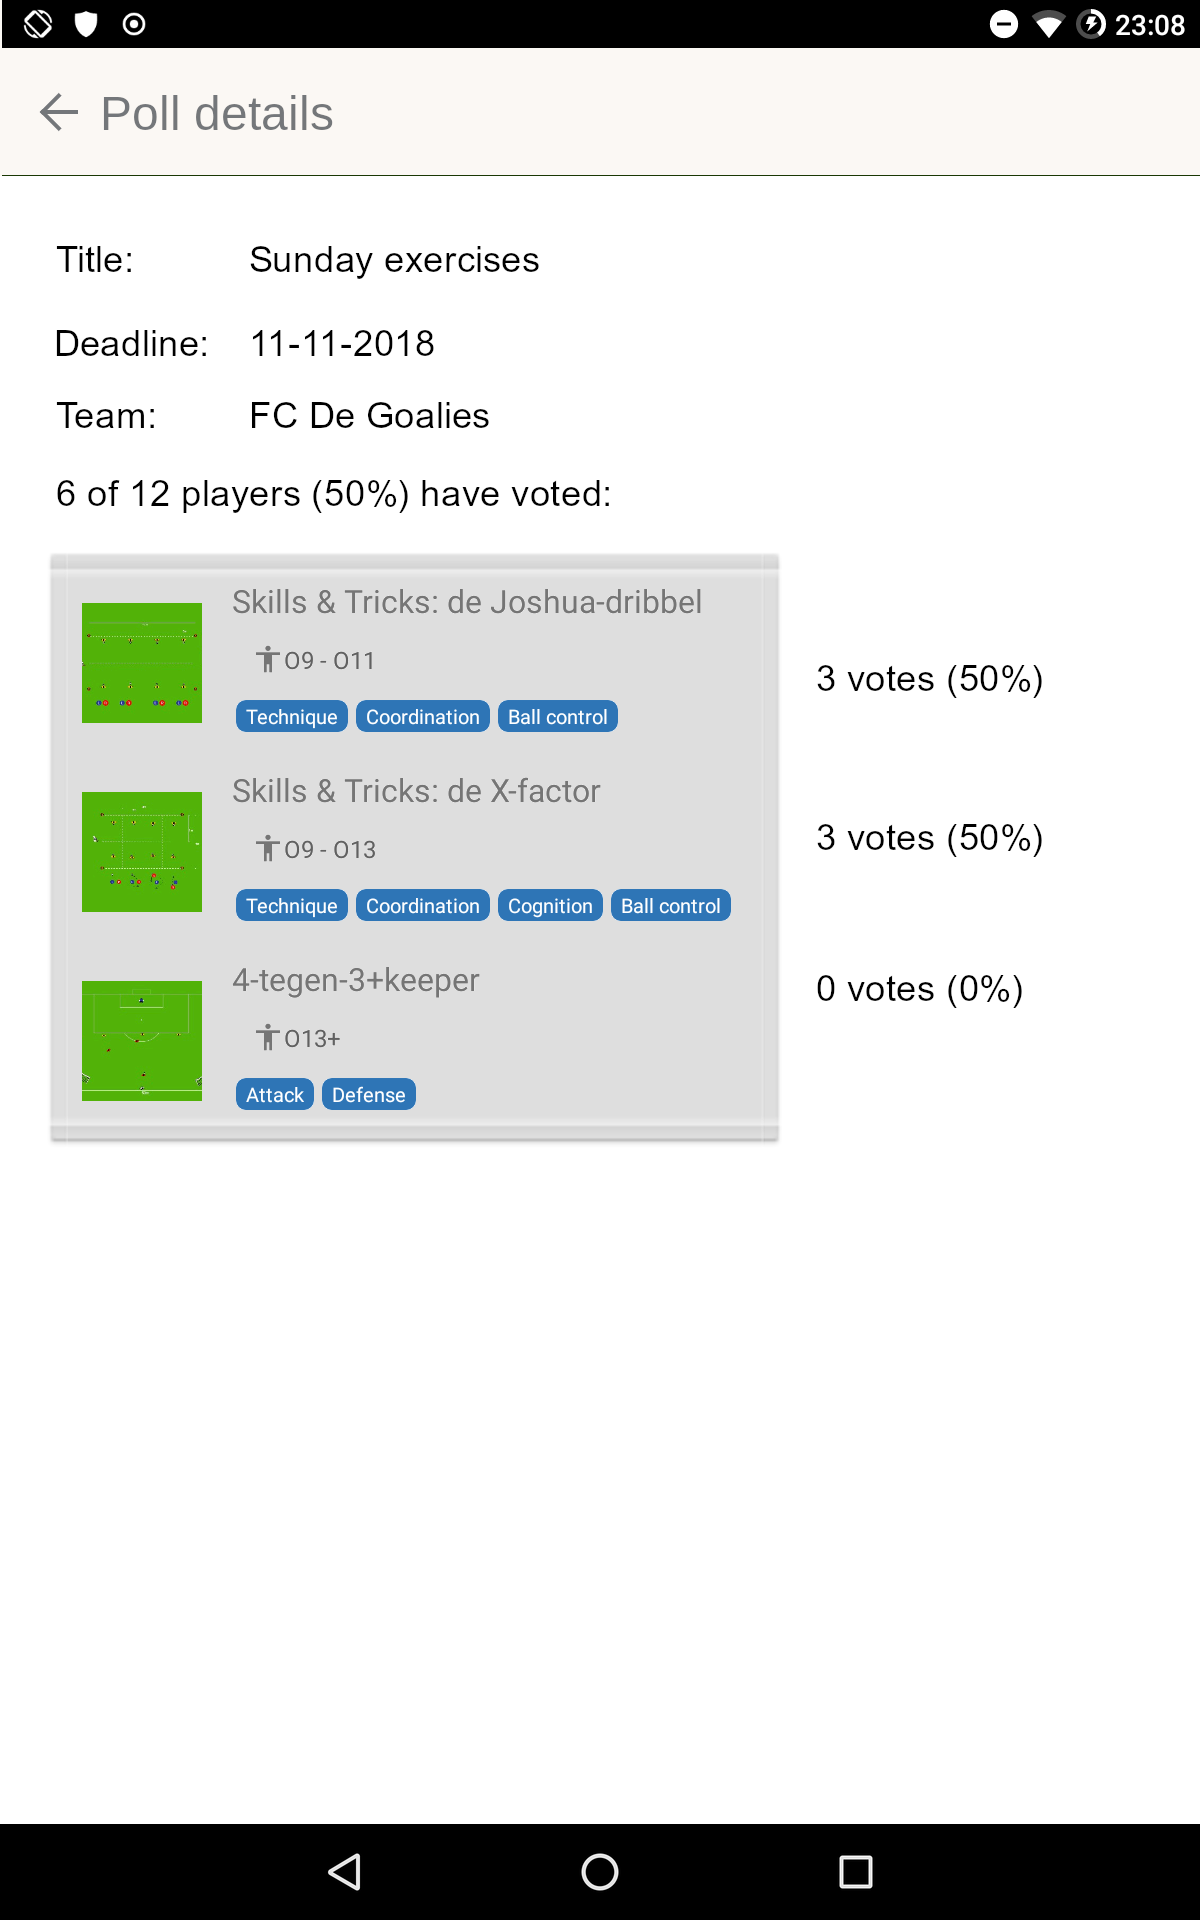 23:08
Poll details
Title: Sunday exercises
Deadline: 11-11-2018
Team: FC De Goalies
6 of 12 players (50%) have voted:
Skills & Tricks: de Joshua-dribbel
O9 - O11
Technique Coordination Ball control
3 votes (50%)
Skills & Tricks: de X-factor
O9 - O13
Technique Coordination Cognition Ball control
3 votes (50%)
4-tegen-3+keeper
O13+
Attack Defense
0 votes (0%)